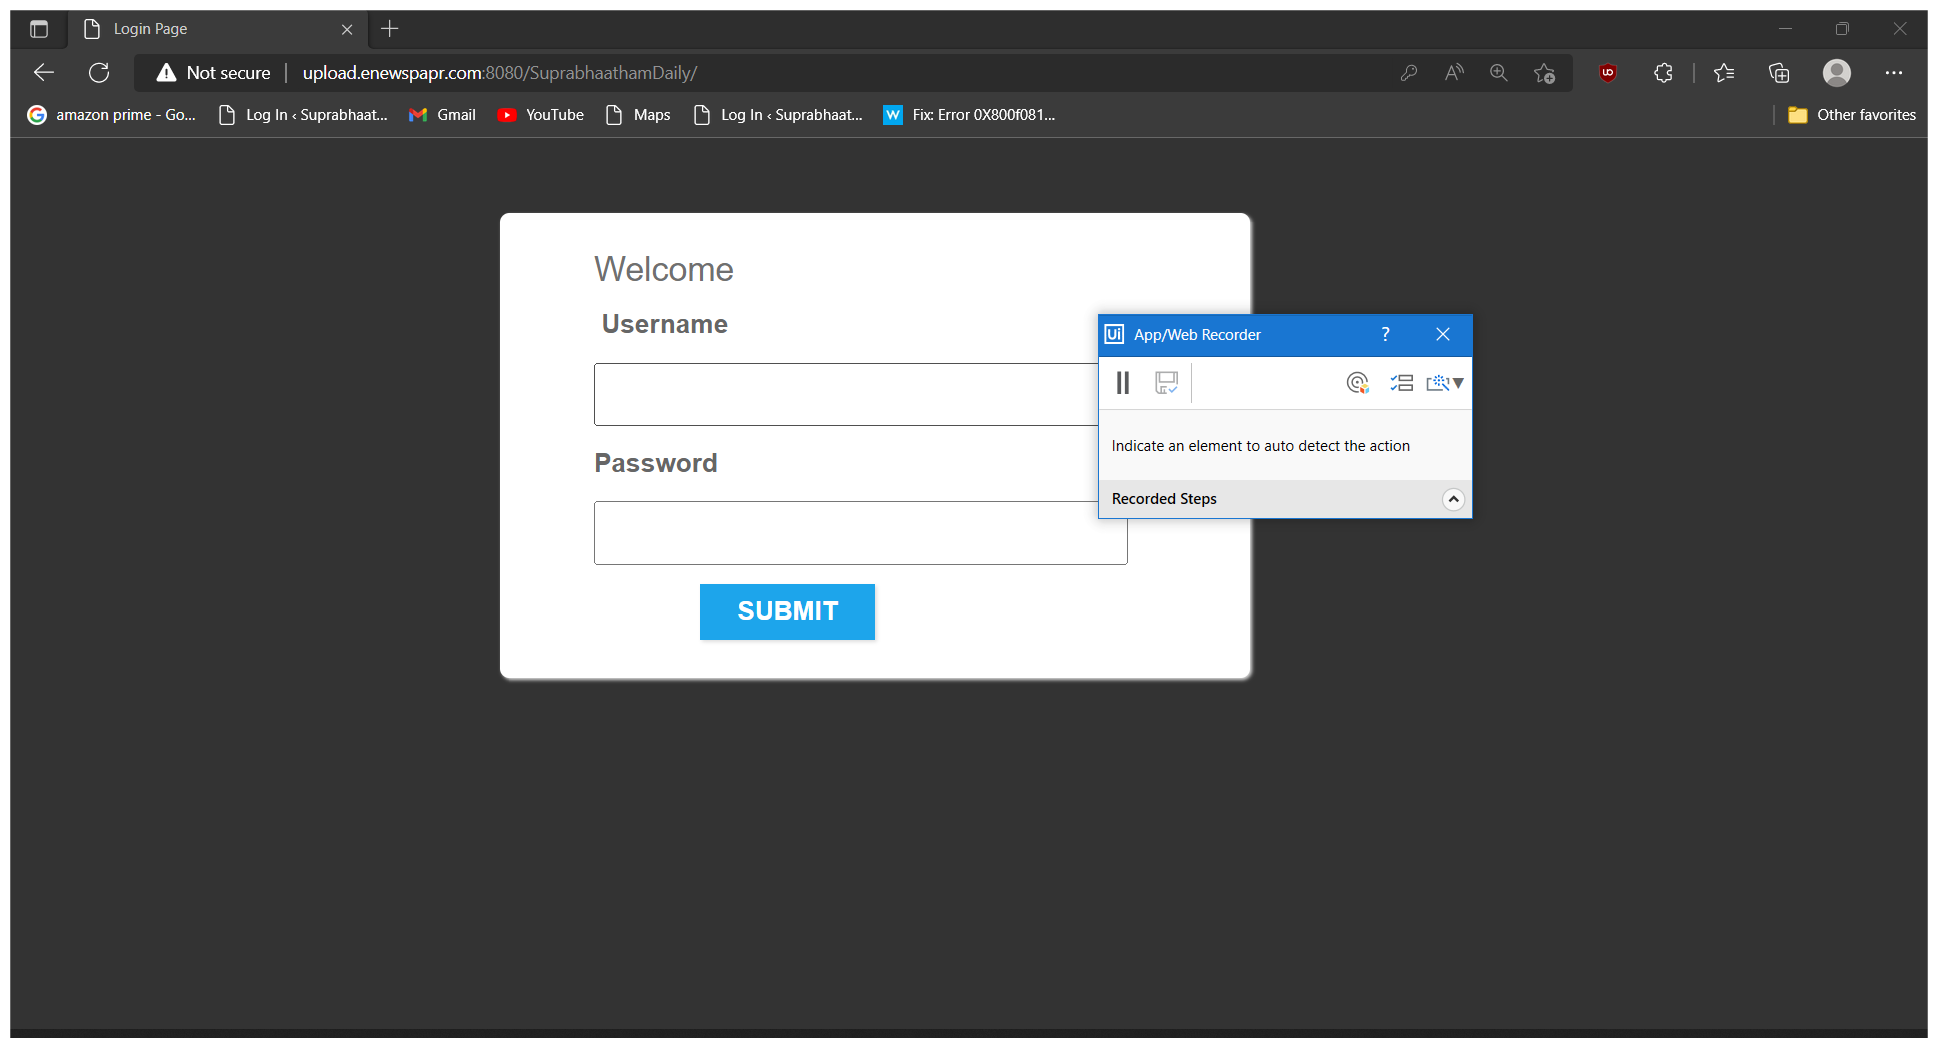 Login Page
Not secure | upload.enewspapr.com:8080/SuprabhaathamDaily/
amazon prime - Go... Log In ‹ Suprabhaat... Gmail YouTube Maps Log In ‹ Suprabhaat... W Fix: Error 0X800f081... Other favorites
Welcome
Username
Ui App/Web Recorder ?
Indicate an element to auto detect the action
Password
Recorded Steps
SUBMIT